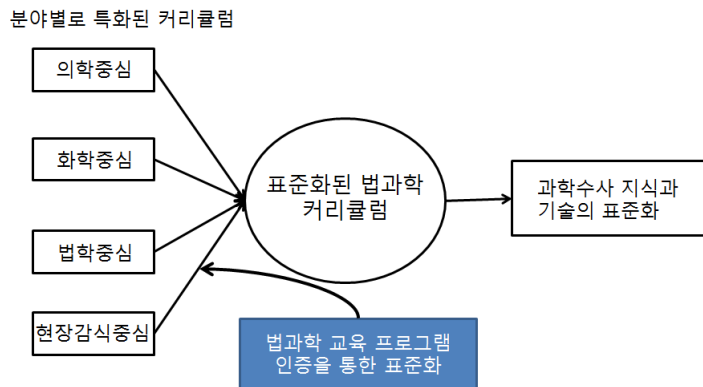 분야별로 특화된 커리큘럼
의학중심
화학중심
법학중심
현장감식중심
표준화된 법과학
커리큘럼
과학수사 지식과
기술의 표준화
법과학 교육 프로그램
인증을 통한 표준화